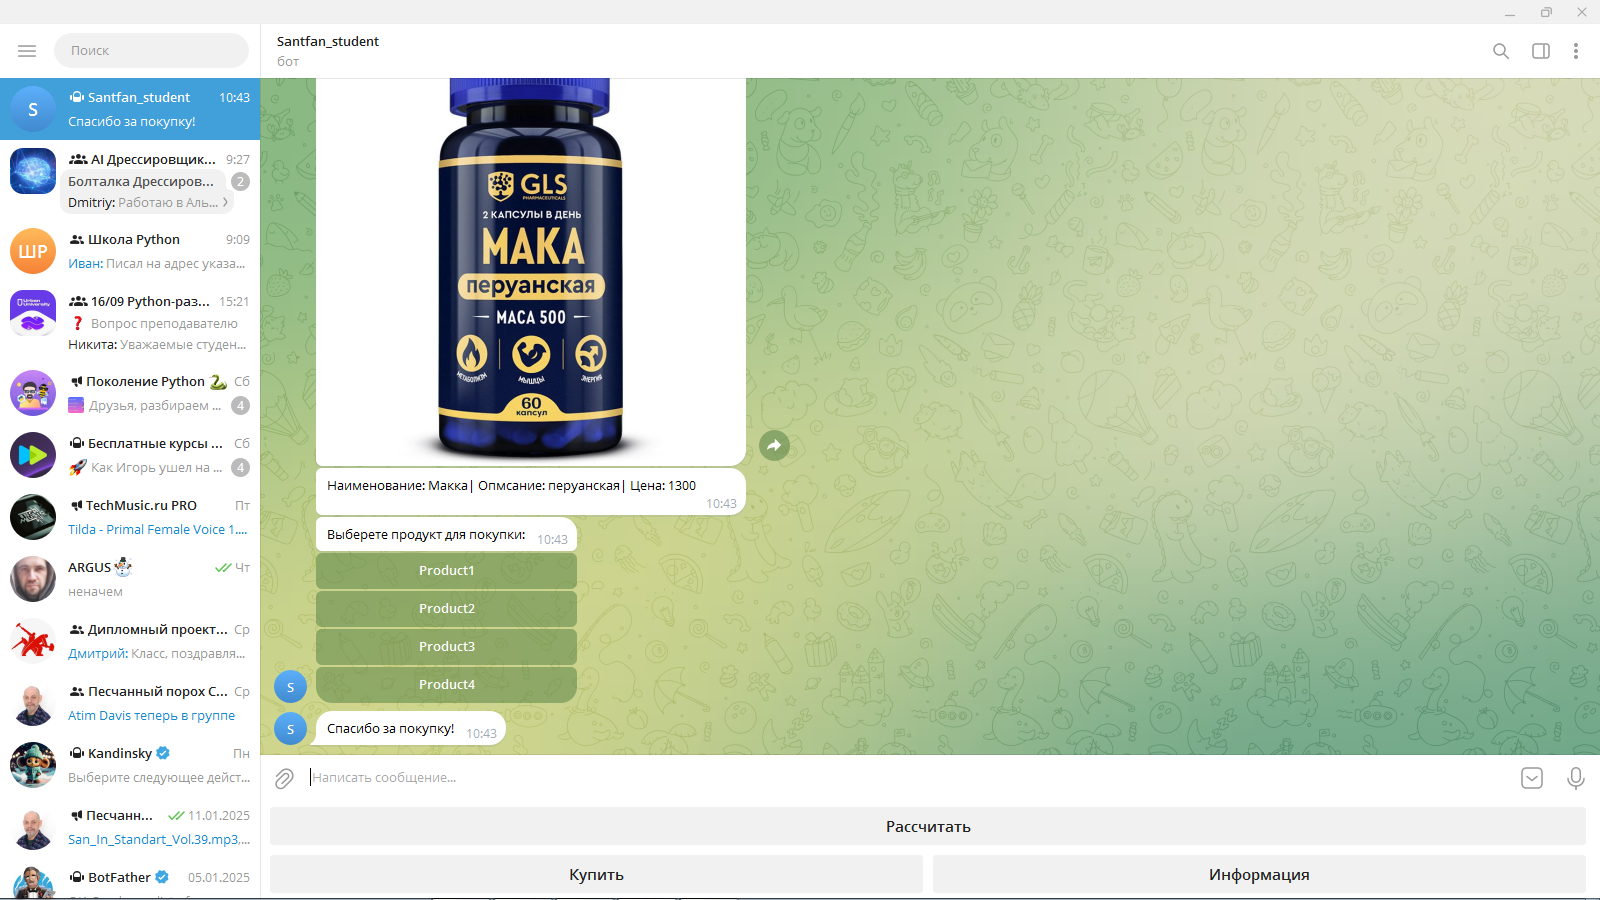 Поиск
Santfan_student
бот
S
Santfan_student
10:43
Спасибо за покупку!
AI Дрессировщик...
9:27
Болталка Дрессиров...
2
Dmitriy: Работаю в Аль...
ШР
Школа Python
9:09
Иван: Писал на адрес указа...
Urban University
16/09 Python-раз...
15:21
Вопрос преподавателю
Никита: Уважаемые студен...
Поколение Python
Сб
Друзья, разбираем ...
4
Бесплатные курсы ...
Сб
Как Игорь ушел на ...
4
TechMusic.ru PRO
Пт
Tilda - Primal Female Voice 1....
ARGUS
Чт
неначем
Дипломный проект...
Ср
Дмитрий: Класс, поздравля...
Песчанный порох С...
Ср
Atim Davis теперь в группе
Kandinsky
Пн
Выберите следующее дейст...
Песчанн...
11.01.2025
San_In_Standart_Vol.39.mp3,...
BotFather
05.01.2025
GLS
PHARMACEUTICALS
2 КАПСУЛЫ В ДЕНЬ
МАКА
перуанская
MACA 500
МЕТАБОЛИЗМ
МЫШЦЫ
ЭНЕРГИЯ
60
капсул
Наименование: Макка| Опмсание: перуанская| Цена: 1300
10:43
Выберете продукт для покупки:
10:43
Product1
Product2
Product3
Product4
S
S
Спасибо за покупку!
10:43
Написать сообщение...
Рассчитать
Купить
Информация